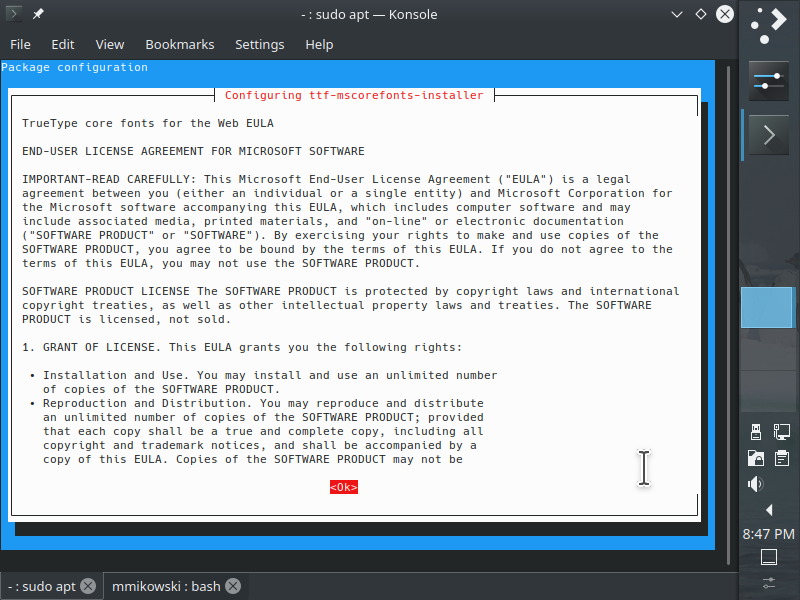 - : sudo apt — Konsole
File Edit View Bookmarks Settings Help
Package configuration
Configuring ttf-mscorefonts-installer
TrueType core fonts for the Web EULA
END-USER LICENSE AGREEMENT FOR MICROSOFT SOFTWARE
IMPORTANT-READ CAREFULLY: This Microsoft End-User License Agreement ("EULA") is a legal
agreement between you (either an individual or a single entity) and Microsoft Corporation for
the Microsoft software accompanying this EULA, which includes computer software and may
include associated media, printed materials, and "on-line" or electronic documentation
("SOFTWARE PRODUCT" or "SOFTWARE"). By exercising your rights to make and use copies of the
SOFTWARE PRODUCT, you agree to be bound by the terms of this EULA. If you do not agree to the
terms of this EULA, you may not use the SOFTWARE PRODUCT.
SOFTWARE PRODUCT LICENSE The SOFTWARE PRODUCT is protected by copyright laws and international
copyright treaties, as well as other intellectual property laws and treaties. The SOFTWARE
PRODUCT is licensed, not sold.
1. GRANT OF LICENSE. This EULA grants you the following rights:
• Installation and Use. You may install and use an unlimited number
of copies of the SOFTWARE PRODUCT.
• Reproduction and Distribution. You may reproduce and distribute
an unlimited number of copies of the SOFTWARE PRODUCT; provided
that each copy shall be a true and complete copy, including all
copyright and trademark notices, and shall be accompanied by a
copy of this EULA. Copies of the SOFTWARE PRODUCT may not be
<Ok>
- : sudo apt
mmikowski : bash
8:47 PM